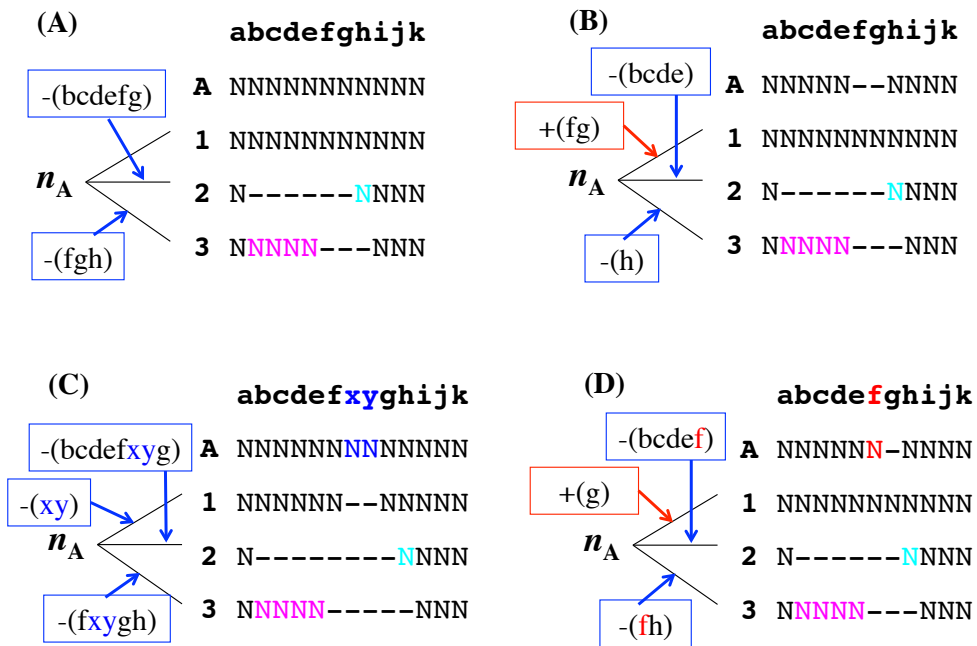 (A)
abcdefghijk
-(bcdefg)
A NNNNNNNNNNN
1 NNNNNNNNNNN
nA
2 N------NNNN
-(fgh)
3 NNNNN---NNN
(B)
abcdefghijk
-(bcde)
A NNNNN--NNNN
+(fg)
1 NNNNNNNNNNN
nA
2 N------NNNN
-(h)
3 NNNNN---NNN
(C)
abcdefxyghijk
-(bcdefxyg)
A NNNNNNNNNNNNN
-(xy)
1 NNNNNN--NNNNN
nA
2 N--------NNNN
-(fxygh)
3 NNNNN-----NNN
(D)
abcdefghijk
-(bcdef)
A NNNNNN-NNNN
+(g)
1 NNNNNNNNNNN
nA
2 N------NNNN
-(fh)
3 NNNNN---NNN